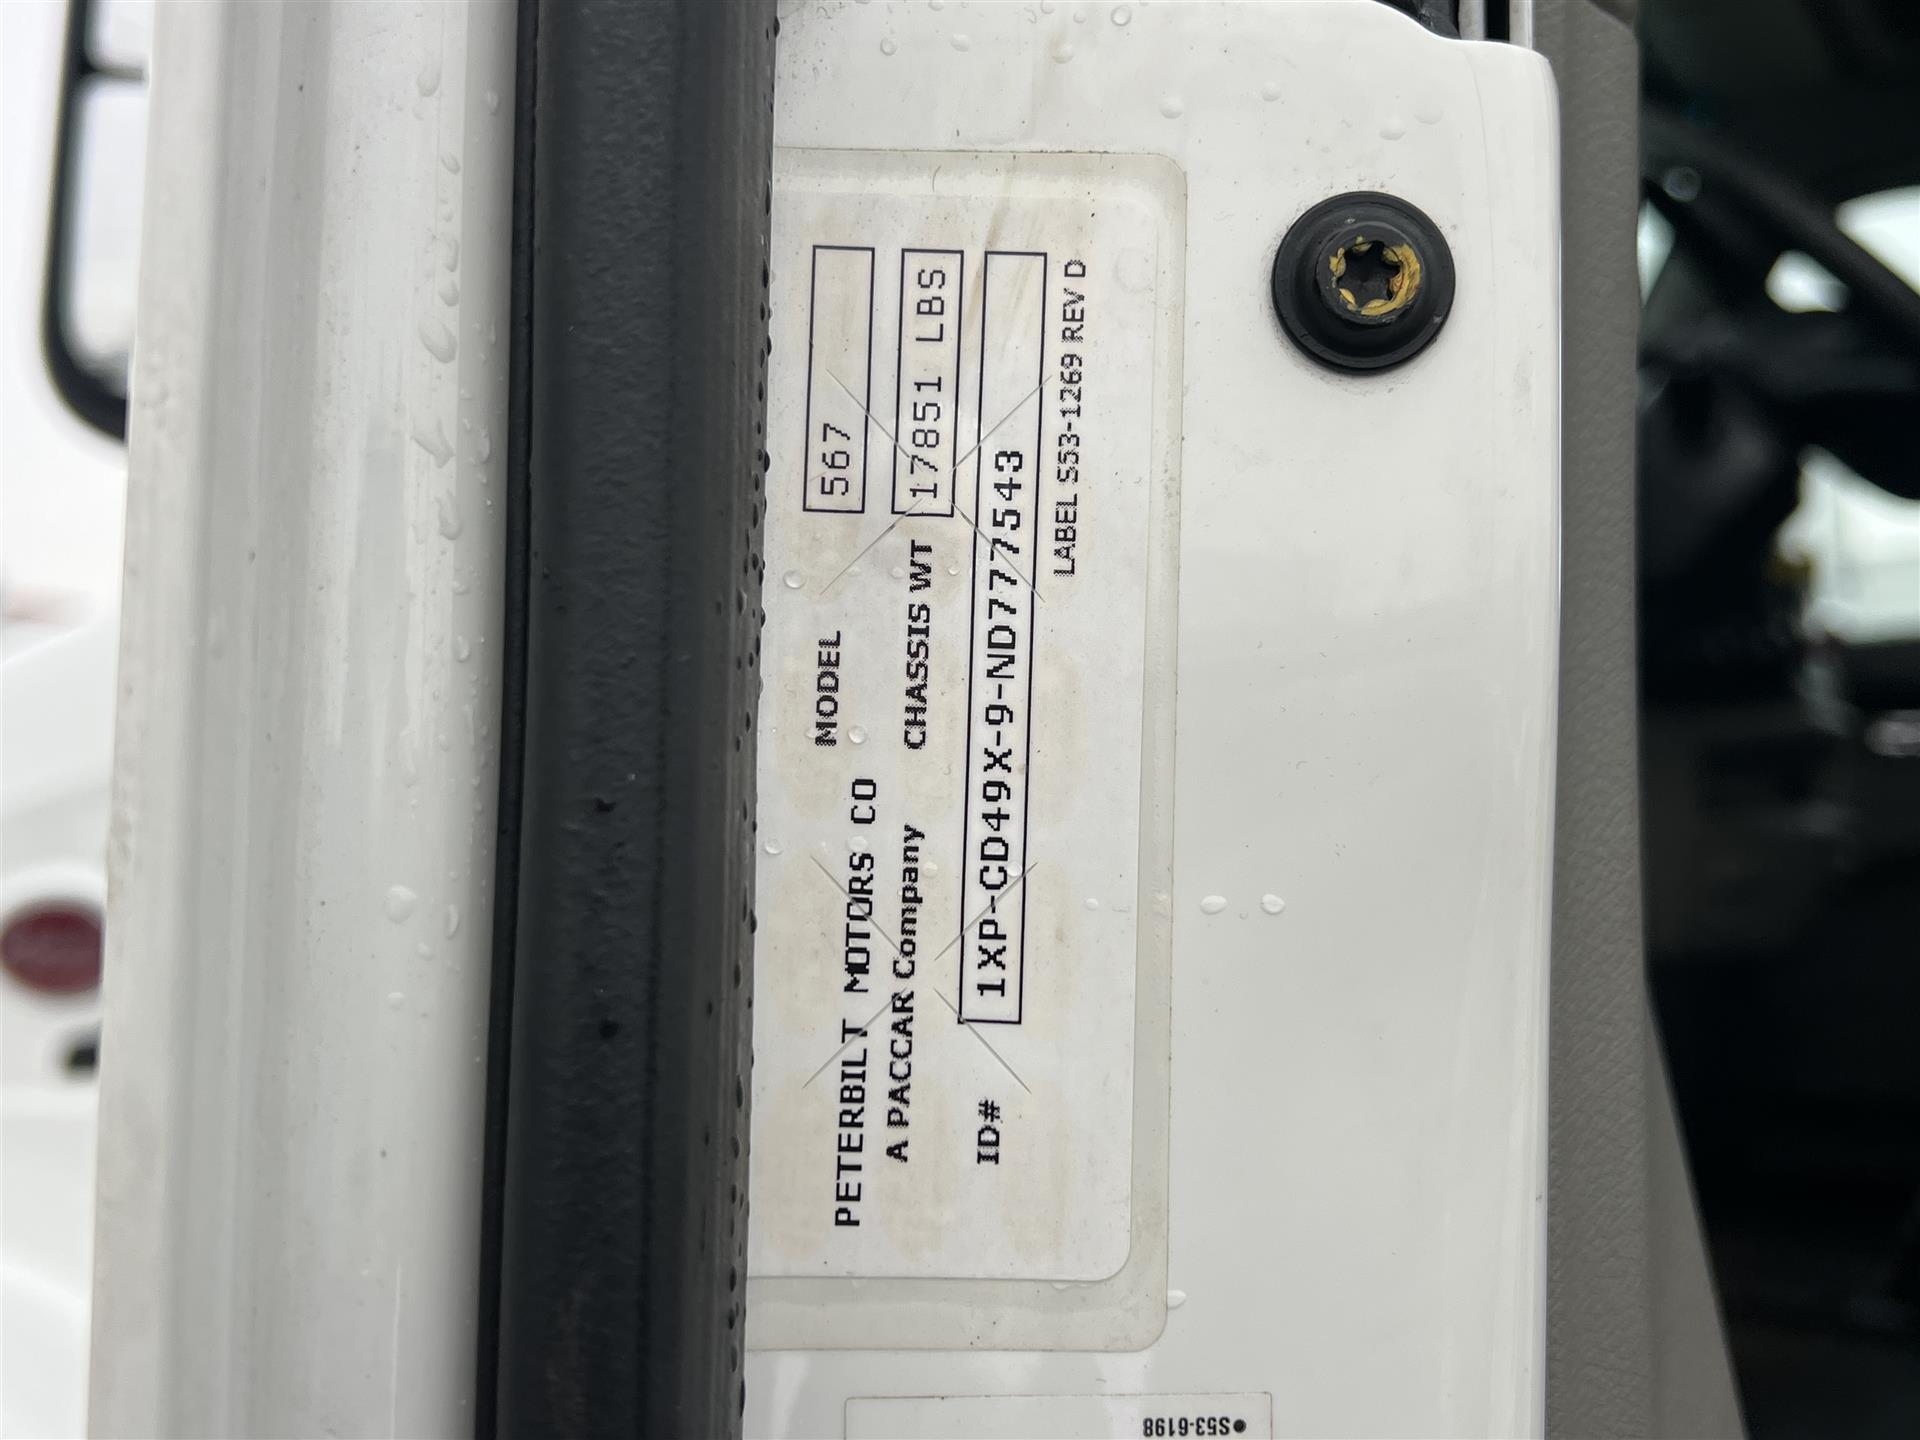 PETERBILT MOTORS CO
MODEL 567
A PACCAR Company
CHASSIS WT 17851 LBS
ID# 1XP-CD49X-9-ND777543
LABEL S53-1269 REV D
S53-6198